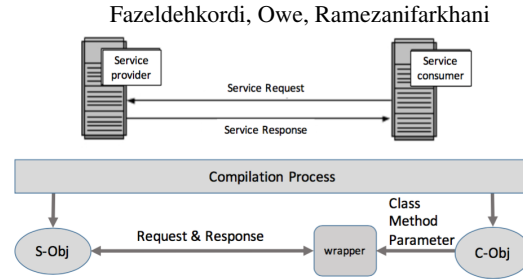 Fazeldehkordi, Owe, Ramezanifarkhani
Service
provider
Service
consumer
Service Request
Service Response
Compilation Process
Class
Method
Parameter
S-Obj
Request & Response
wrapper
C-Obj